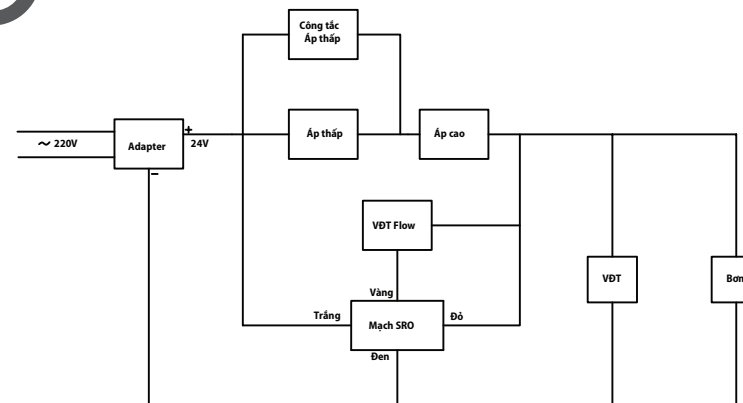 Công tắc
Áp thấp
+
~ 220V
Adapter
24V
Áp thấp
Áp cao
−
VĐT Flow
VĐT
Bơm
Vàng
Trắng
Mạch SRO
Đỏ
Đen